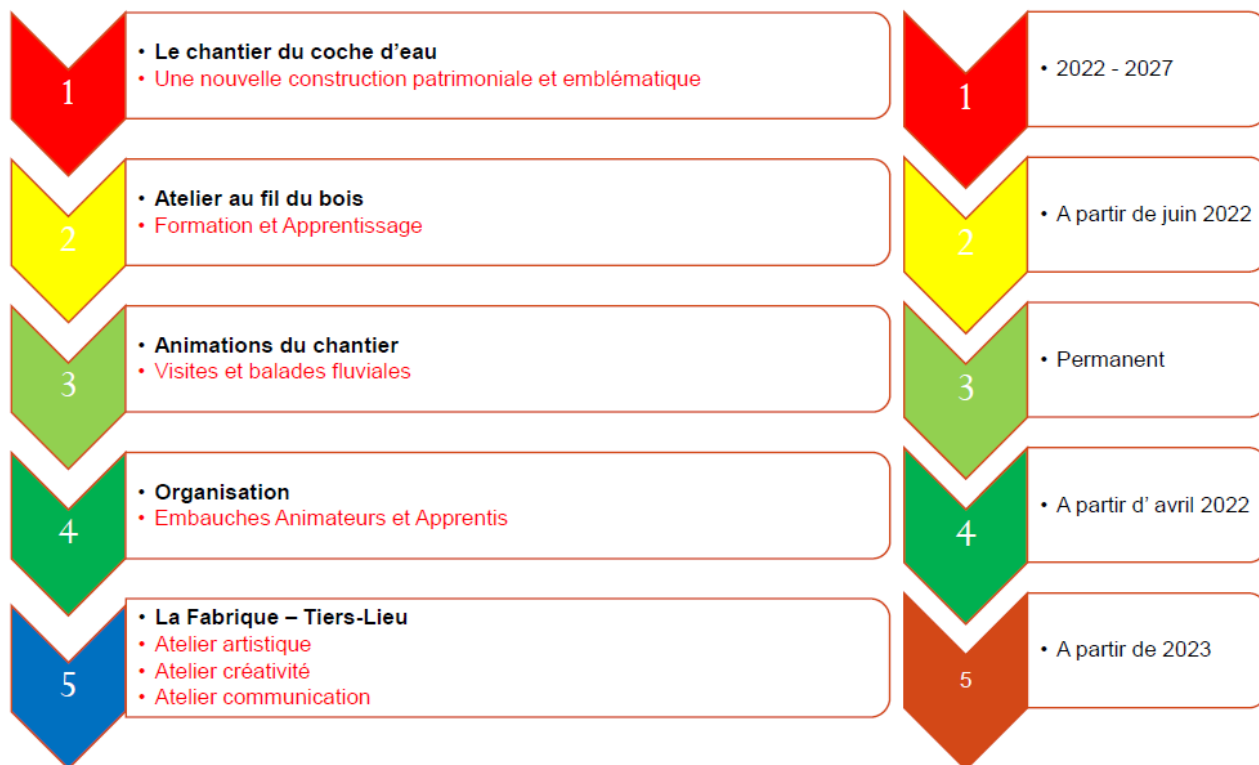 1
• Le chantier du coche d’eau
• Une nouvelle construction patrimoniale et emblématique
1
• 2022 - 2027
2
• Atelier au fil du bois
• Formation et Apprentissage
2
• A partir de juin 2022
3
• Animations du chantier
• Visites et balades fluviales
3
• Permanent
4
• Organisation
• Embauches Animateurs et Apprentis
4
• A partir d’ avril 2022
5
• La Fabrique – Tiers-Lieu
• Atelier artistique
• Atelier créativité
• Atelier communication
5
• A partir de 2023